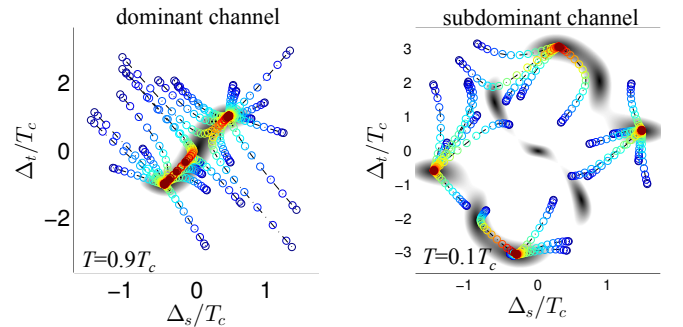 dominant channel
Δt/Tc
2
0
−2
T=0.9Tc
−1
0
1
Δs/Tc
subdominant channel
Δt/Tc
3
2
1
0
−1
−2
−3
T=0.1Tc
−1
0
1
Δs/Tc